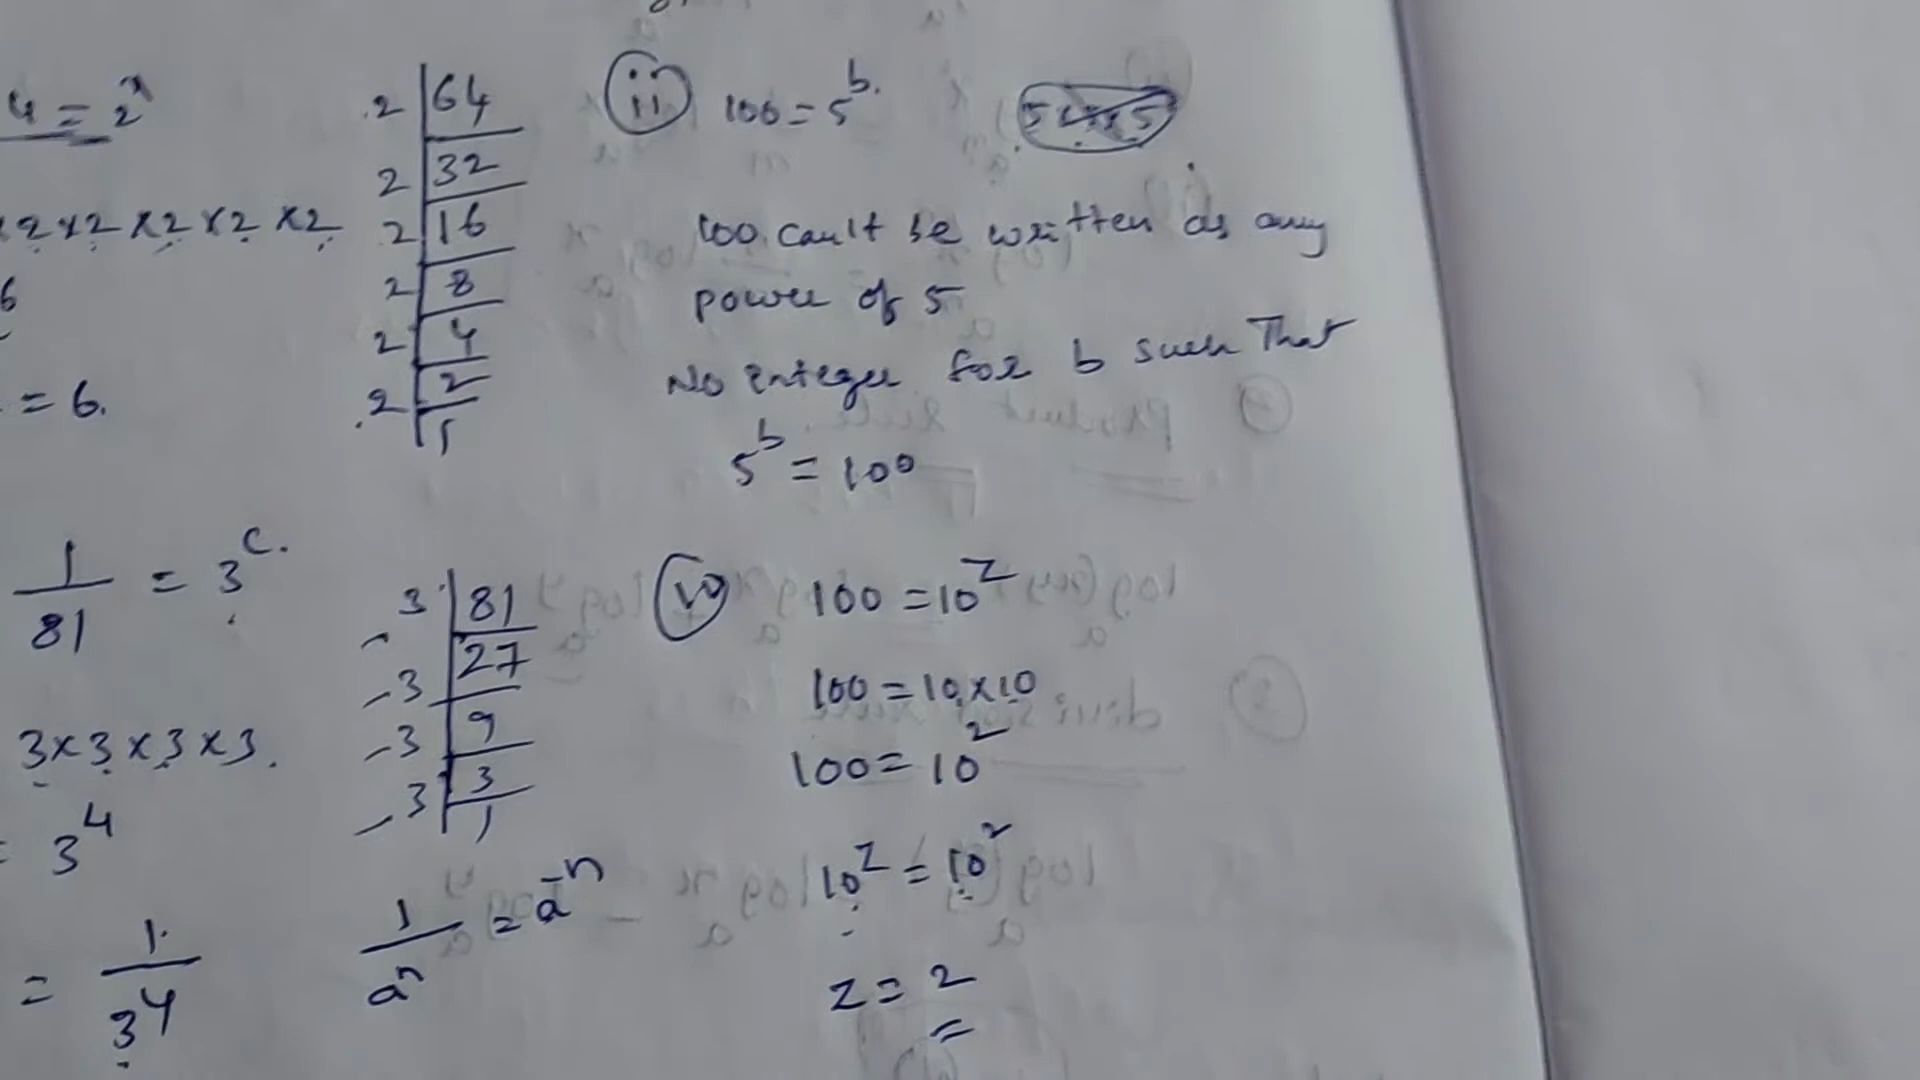 4 = 2^x
2 | 64
2 | 32
×2×2×2×2×2
2 | 16
2 | 8
6
2 | 4
2 | 2
= 6.
1
(ii) 100 = 5^b.
100 can't be written as any
power of 5
No integer for b such That
5^b = 100
1/81 = 3^c.
3 | 81
3 | 27
3 | 9
3 | 3
1
3×3×3×3.
= 3^4
= 1/3^4
1/a^n = a^-n
(iv) 100 = 10^z
100 = 10×10
100 = 10^2
10^z = 10^2
z = 2